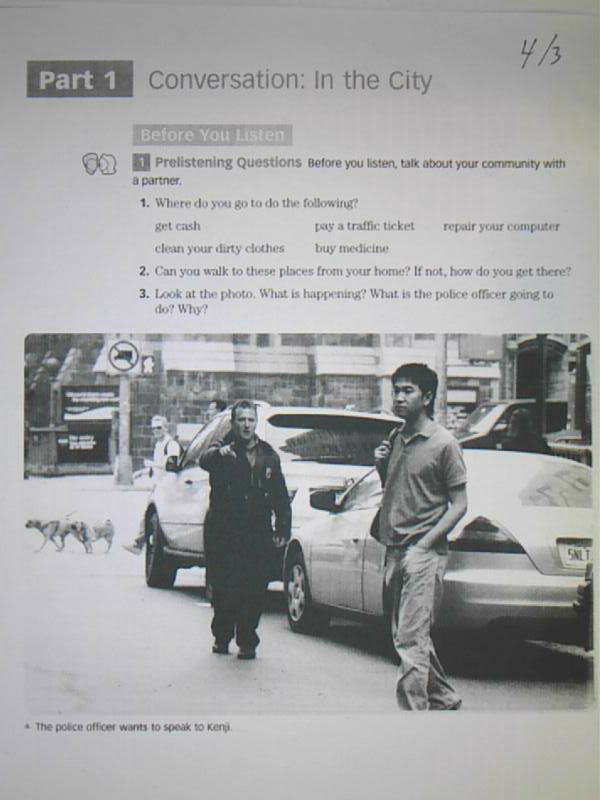 4/3
Part 1 Conversation: In the City
Before You Listen
1 Prelistening Questions Before you listen, talk about your community with
a partner.
1. Where do you go to do the following?
get cash pay a traffic ticket repair your computer
clean your dirty clothes buy medicine
2. Can you walk to these places from your home? If not, how do you get there?
3. Look at the photo. What is happening? What is the police officer going to
do? Why?
5NLT
▲ The police officer wants to speak to Kenji.